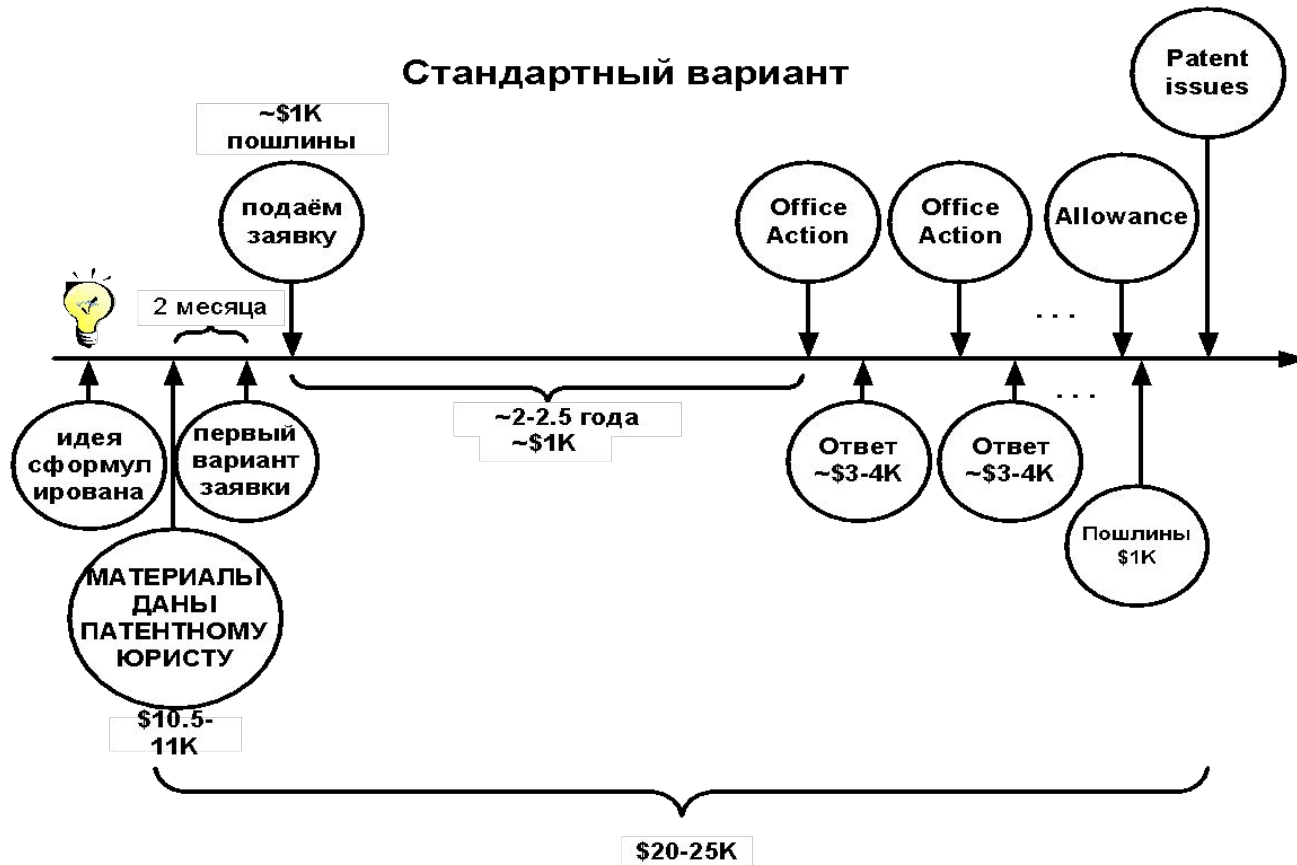 Стандартный вариант
Patent
issues
~$1K
пошлины
подаём
заявку
Office
Action
Office
Action
Allowance
2 месяца
. . .
~2-2.5 года
~$1K
. . .
идея
сформул
ирована
первый
вариант
заявки
Ответ
~$3-4K
Ответ
~$3-4K
Пошлины
$1K
МАТЕРИАЛЫ
ДАНЫ
ПАТЕНТНОМУ
ЮРИСТУ
$10.5-
11K
$20-25K